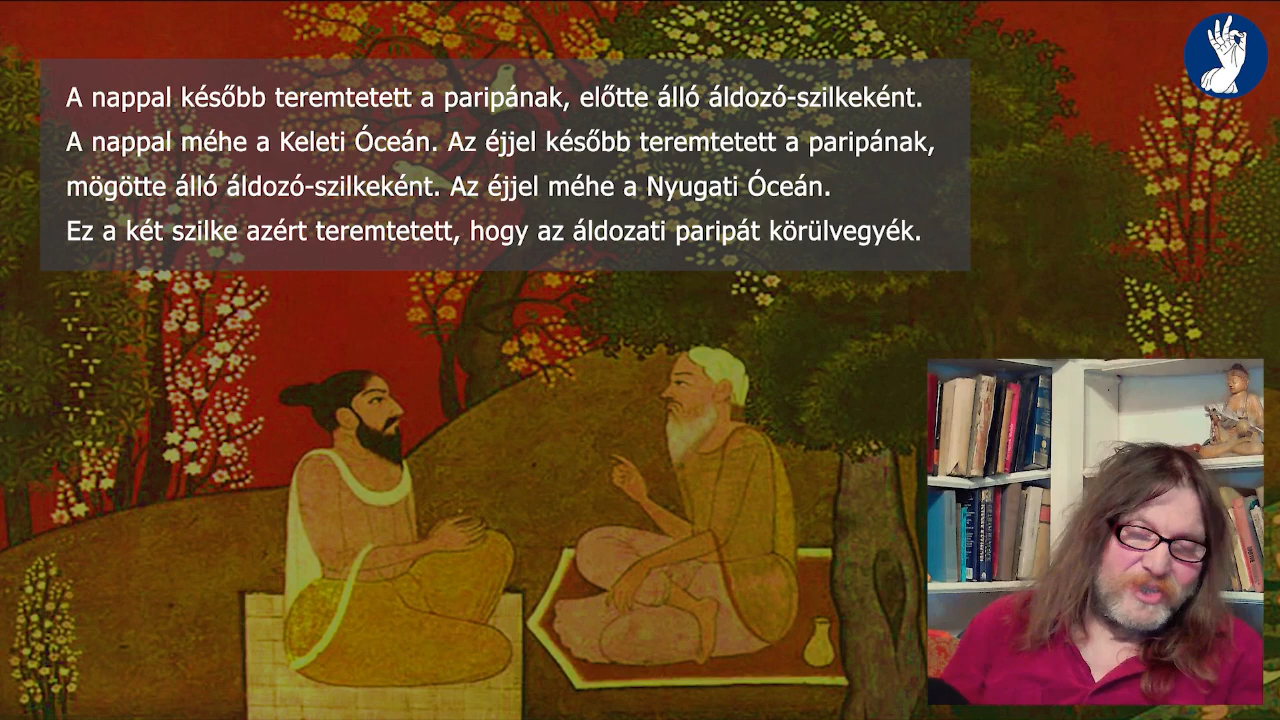 A nappal később teremtetett a paripának, előtte álló áldozó-szilkeként.
A nappal méhe a Keleti Óceán. Az éjjel később teremtetett a paripának,
mögötte álló áldozó-szilkeként. Az éjjel méhe a Nyugati Óceán.
Ez a két szilke azért teremtetett, hogy az áldozati paripát körülvegyék.